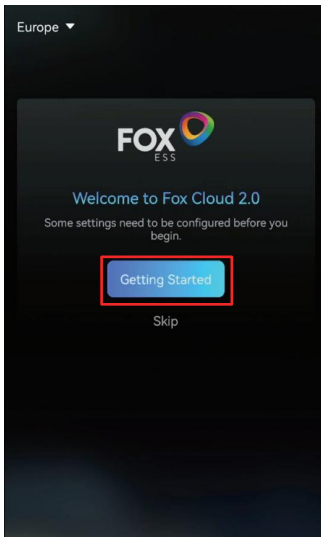 Europe
FOX
ESS
Welcome to Fox Cloud 2.0
Some settings need to be configured before you
begin.
Getting Started
Skip